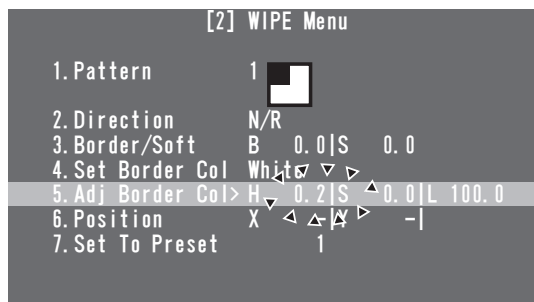 [2] WIPE Menu
1. Pattern 1
2. Direction N/R
3. Border/Soft B 0.0|S 0.0
4. Set Border Col White
5. Adj Border Col> H 0.2|S 0.0|L 100.0
6. Position X -|Y -|
7. Set To Preset 1